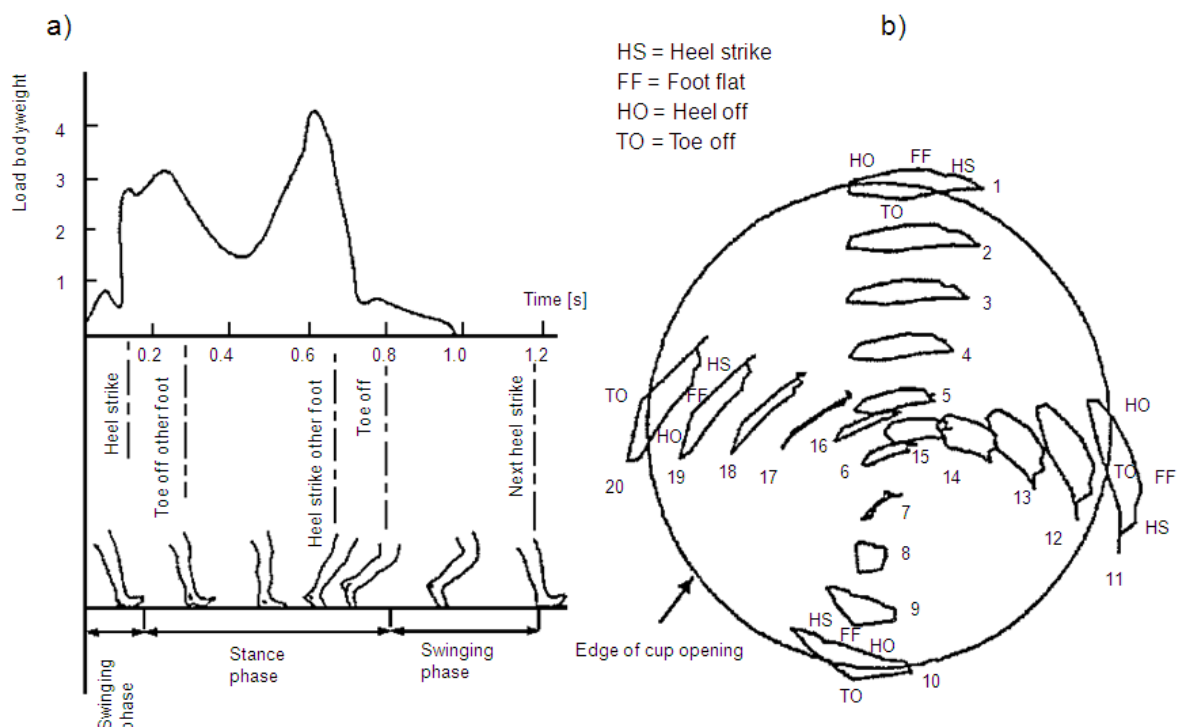 a)
b)
HS = Heel strike
FF = Foot flat
HO = Heel off
TO = Toe off
Load bodyweight
4
3
2
1
Time [s]
0.2 0.4 0.6 0.8 1.0 1.2
Heel strike
Toe off other foot
Heel strike other foot
Toe off
Next heel strike
Swinging
phase
Stance
phase
Swinging
phase
HO FF HS
1
TO
2
3
4
5
HS
TO
FF
HO
16
6
15
14
13
12
11
20
19
18
17
HO
TO
FF
HS
7
8
9
HS
FF
HO
10
TO
Edge of cup opening